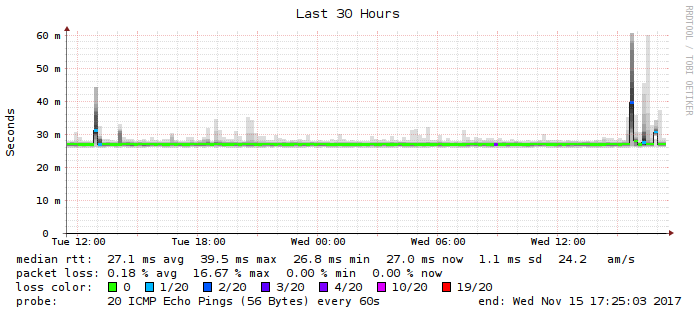 Last 30 Hours
RRDTOOL / TOBI OETIKER
Seconds
60 m
50 m
40 m
30 m
20 m
10 m
0
Tue 12:00 Tue 18:00 Wed 00:00 Wed 06:00 Wed 12:00
median rtt: 27.1 ms avg 39.5 ms max 26.8 ms min 27.0 ms now 1.1 ms sd 24.2 am/s
packet loss: 0.18 % avg 16.67 % max 0.00 % min 0.00 % now
loss color: 0 1/20 2/20 3/20 4/20 10/20 19/20
probe: 20 ICMP Echo Pings (56 Bytes) every 60s end: Wed Nov 15 17:25:03 2017